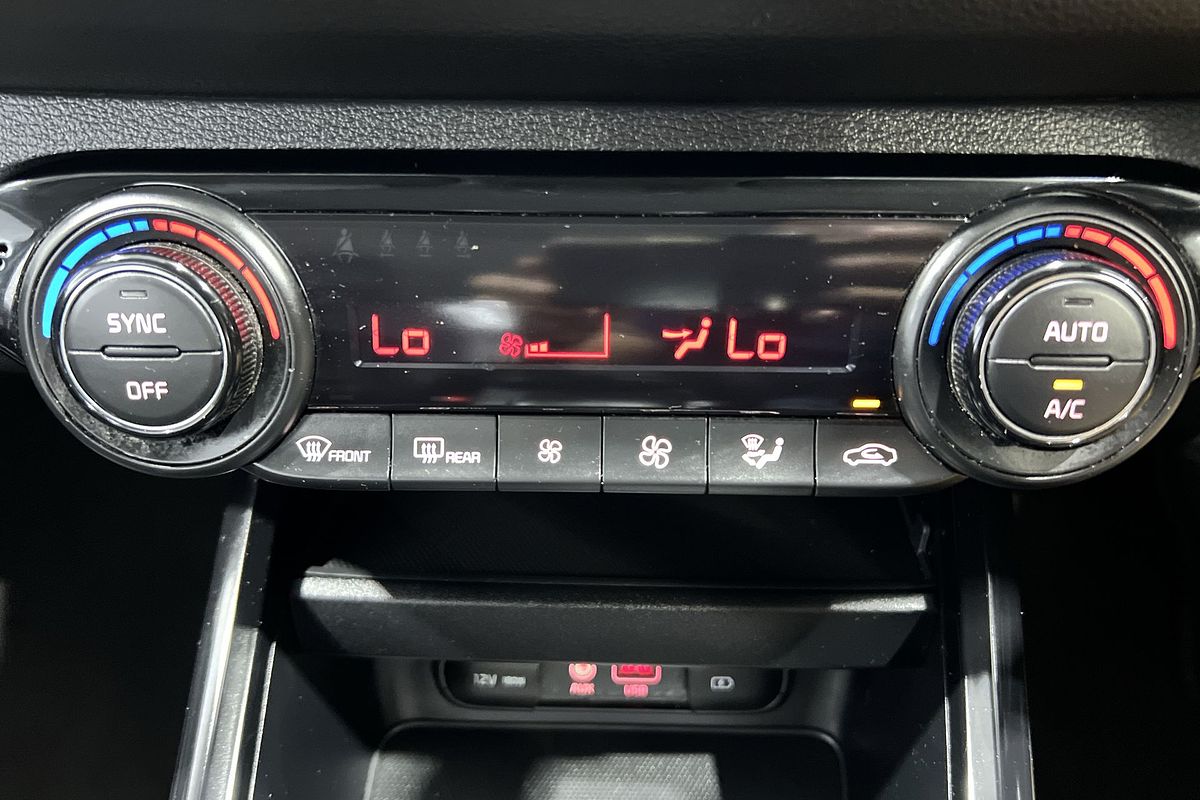 SYNC
OFF
Lo
Lo
AUTO
A/C
FRONT
REAR
12V
AUX
USB